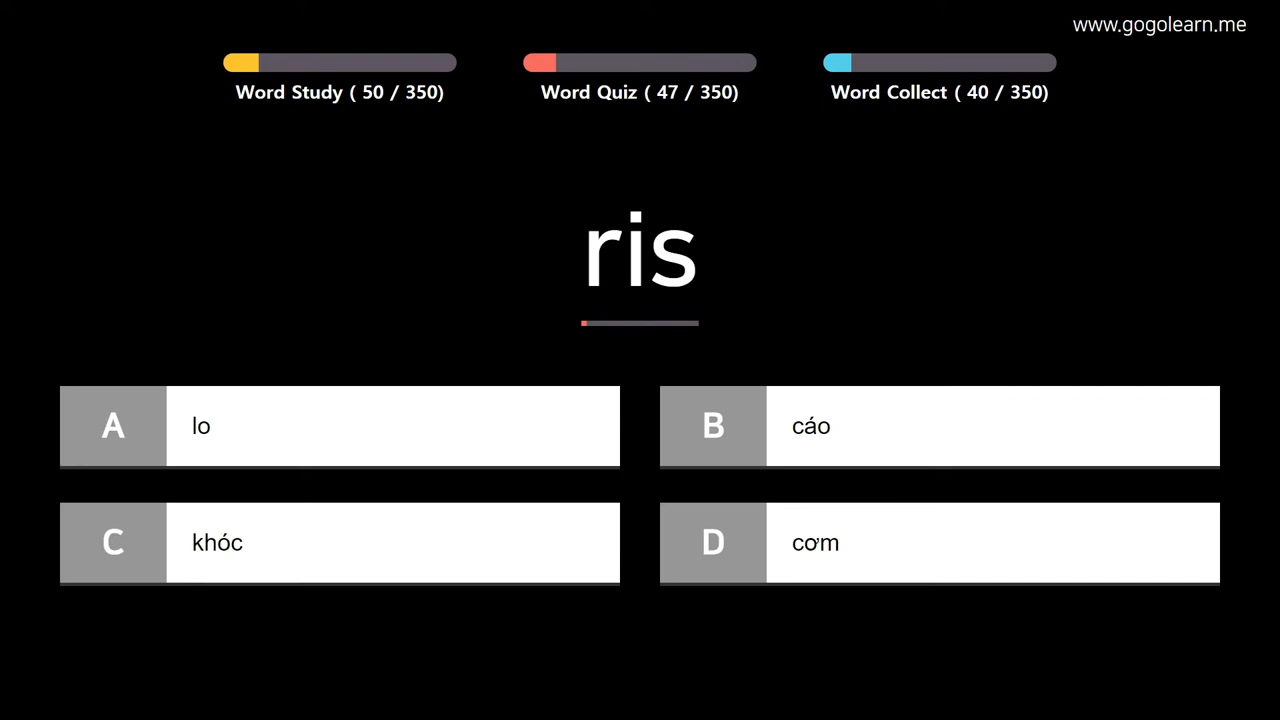 www.gogolearn.me
Word Study ( 50 / 350)
Word Quiz ( 47 / 350)
Word Collect ( 40 / 350)
ris
A lo
B cáo
C khóc
D cơm